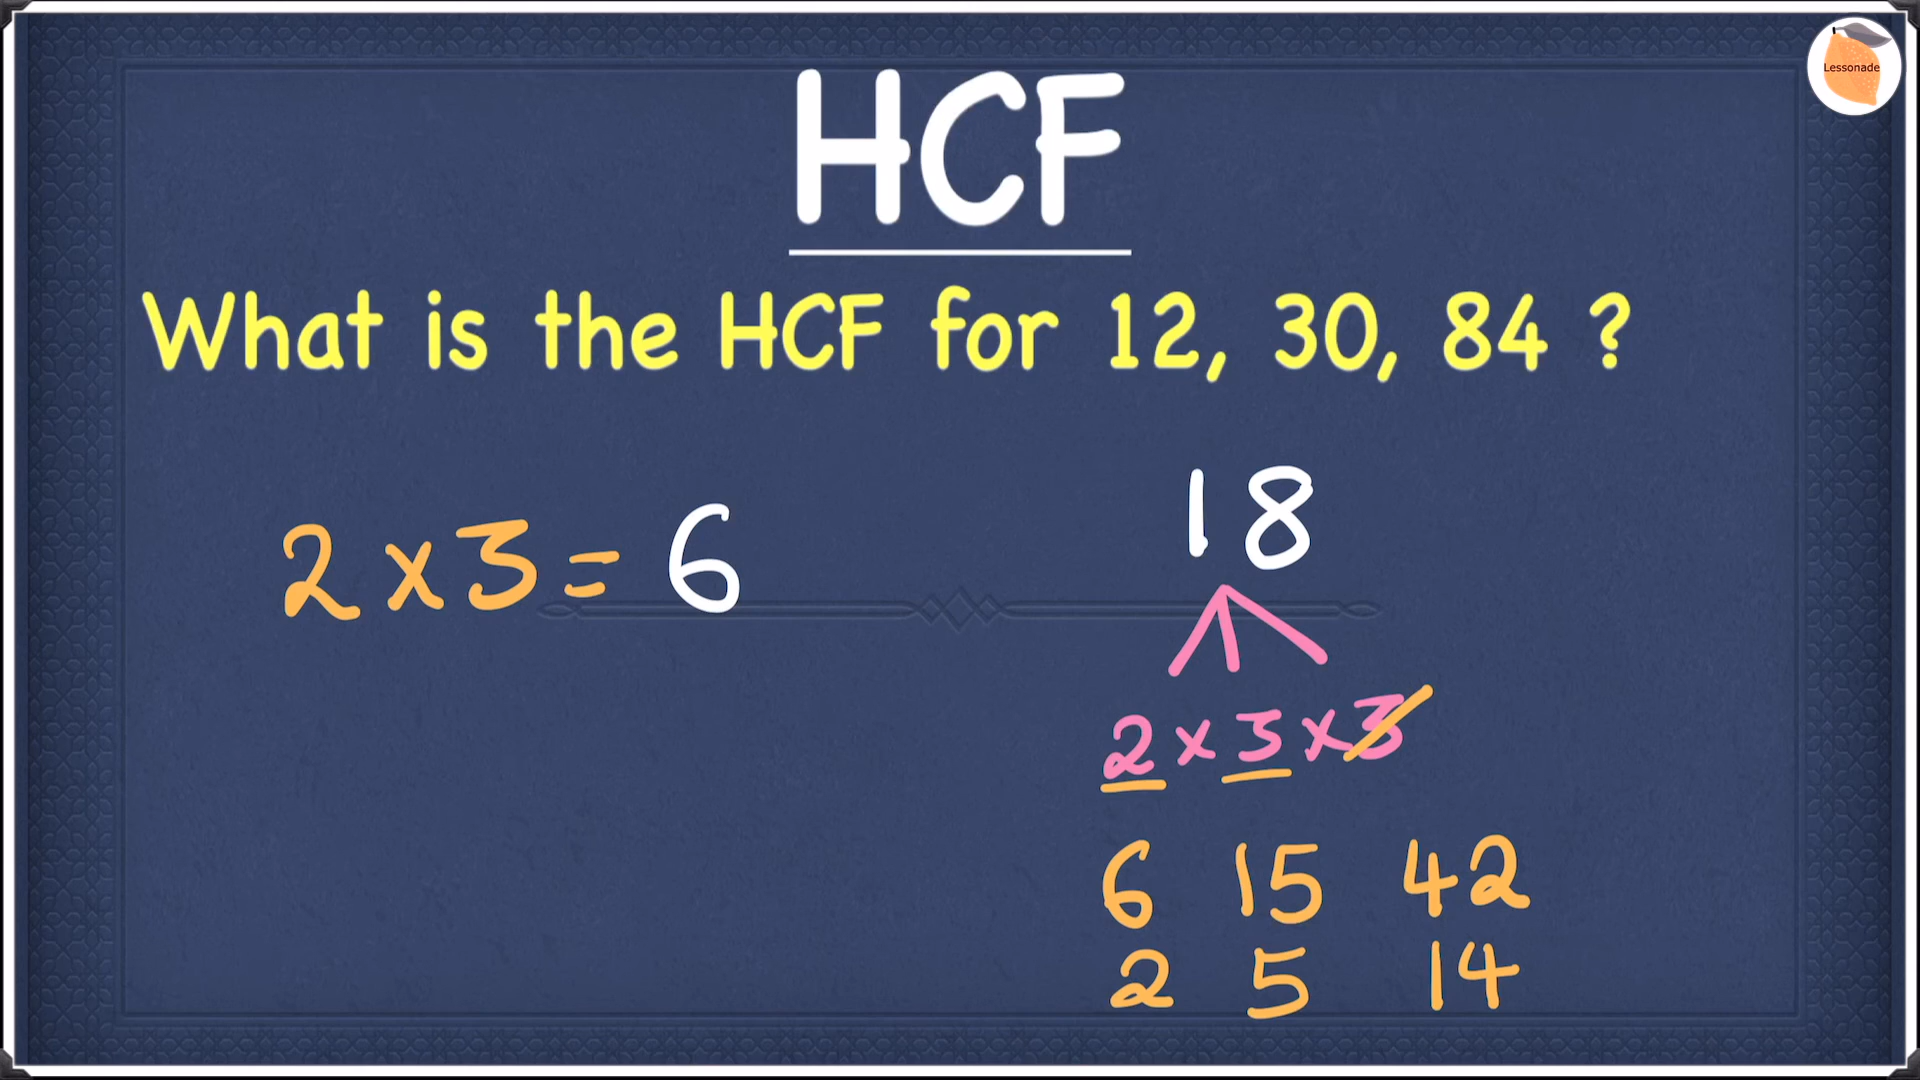 HCF
Lessonade
What is the HCF for 12, 30, 84 ?
2 x 3 = 6
18
2 x 3 x 3
6 15 42
2 5 14